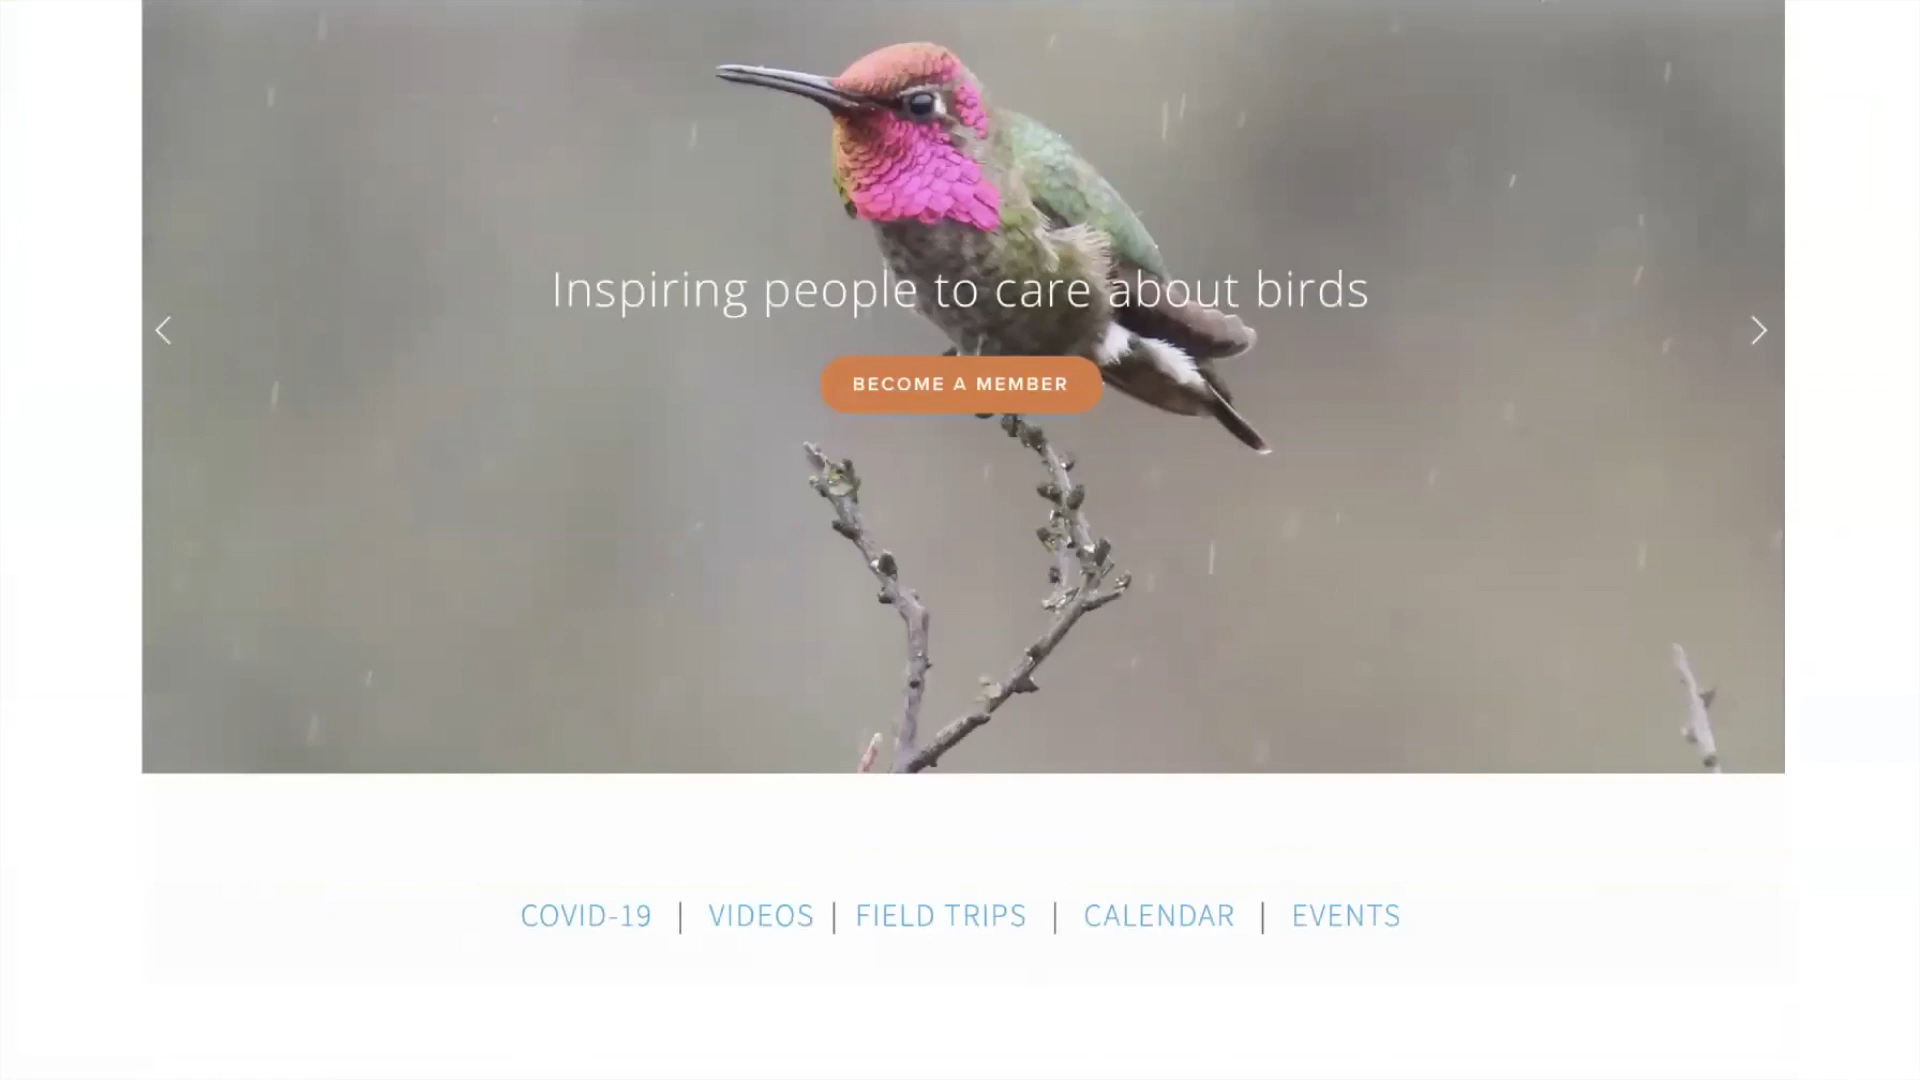 Inspiring people to care about birds
BECOME A MEMBER
COVID-19 | VIDEOS | FIELD TRIPS | CALENDAR | EVENTS